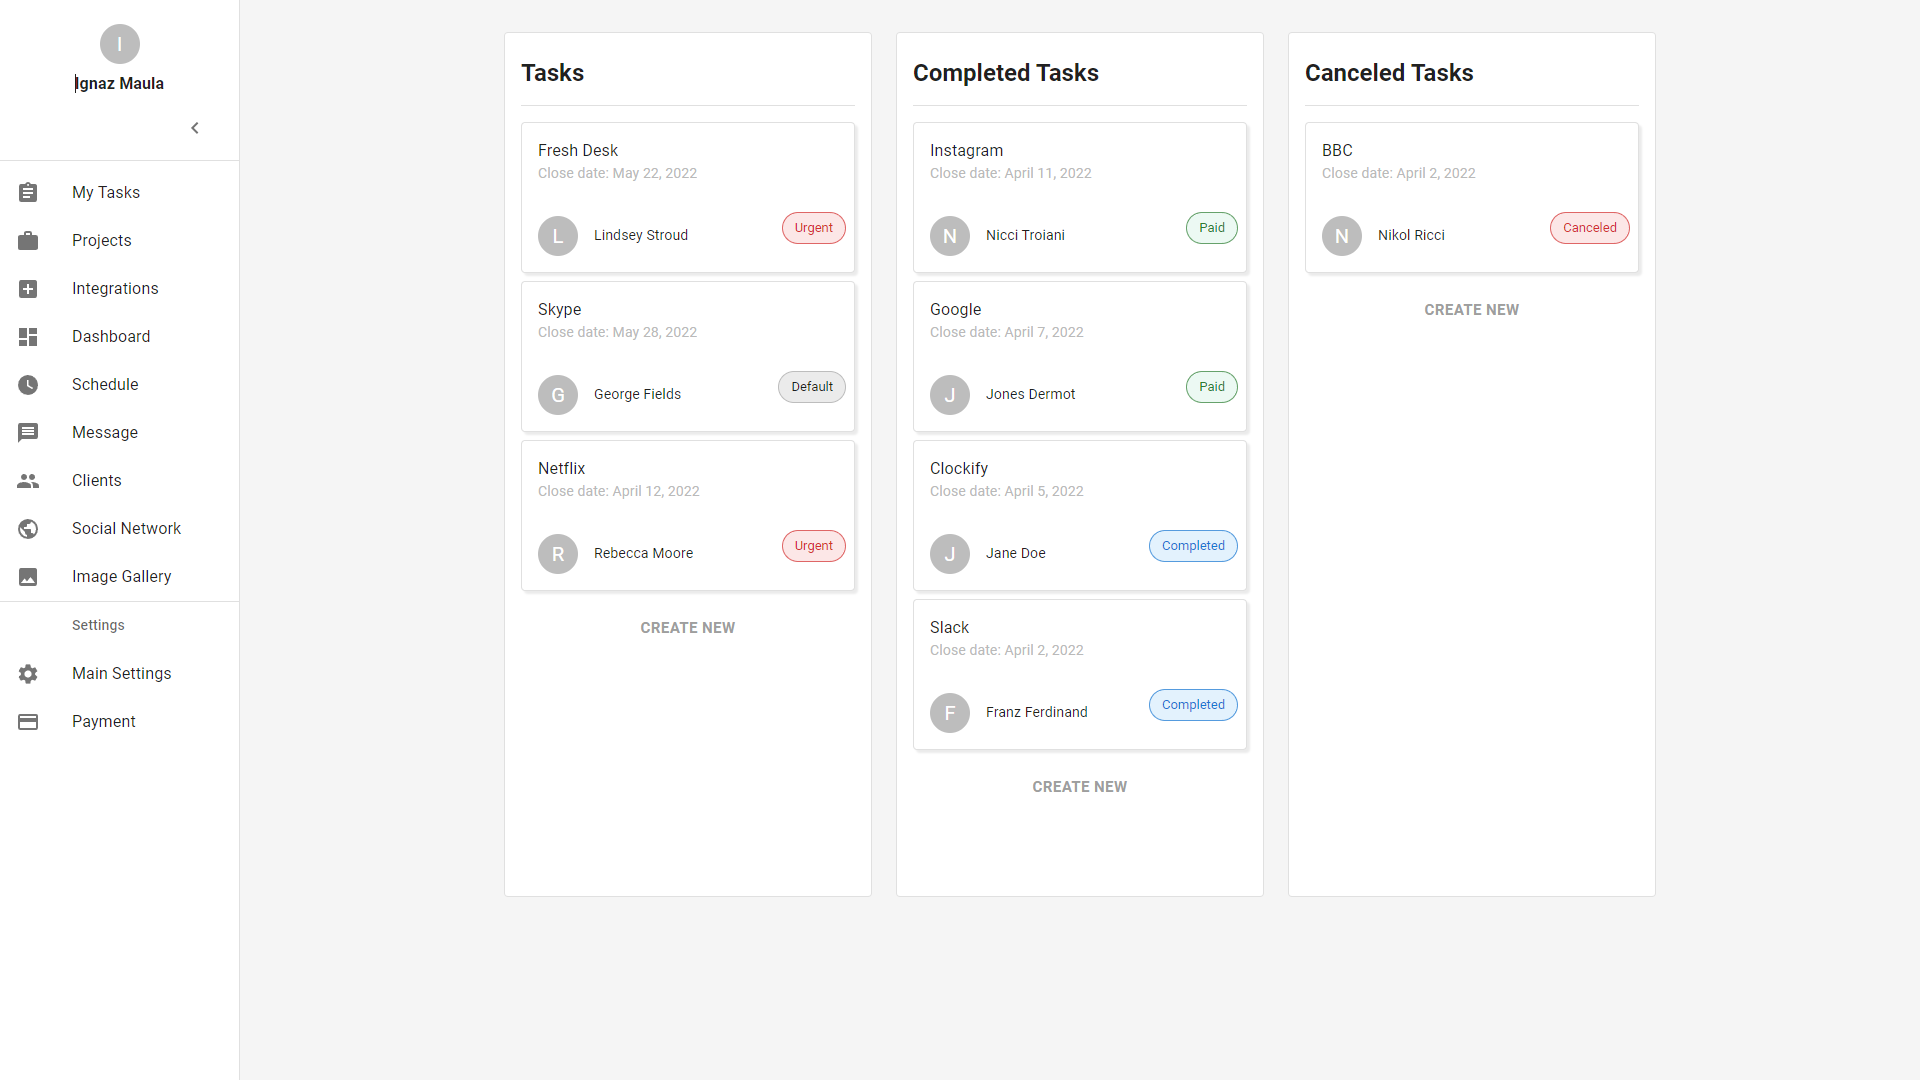 I
Ignaz Maula
My Tasks
Projects
Integrations
Dashboard
Schedule
Message
Clients
Social Network
Image Gallery
Settings
Main Settings
Payment
Tasks
Fresh Desk
Close date: May 22, 2022
L
Lindsey Stroud
Urgent
Skype
Close date: May 28, 2022
G
George Fields
Default
Netflix
Close date: April 12, 2022
R
Rebecca Moore
Urgent
CREATE NEW
Completed Tasks
Instagram
Close date: April 11, 2022
N
Nicci Troiani
Paid
Google
Close date: April 7, 2022
J
Jones Dermot
Paid
Clockify
Close date: April 5, 2022
J
Jane Doe
Completed
Slack
Close date: April 2, 2022
F
Franz Ferdinand
Completed
CREATE NEW
Canceled Tasks
BBC
Close date: April 2, 2022
N
Nikol Ricci
Canceled
CREATE NEW